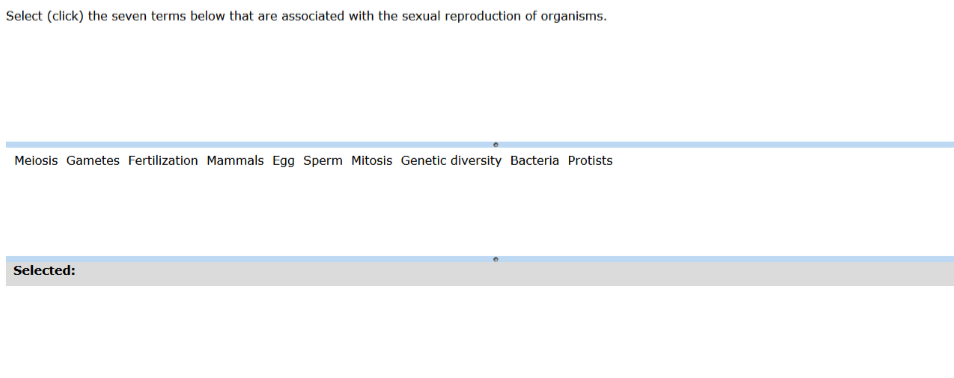 Select (click) the seven terms below that are associated with the sexual reproduction of organisms.
Meiosis Gametes Fertilization Mammals Egg Sperm Mitosis Genetic diversity Bacteria Protists
Selected: